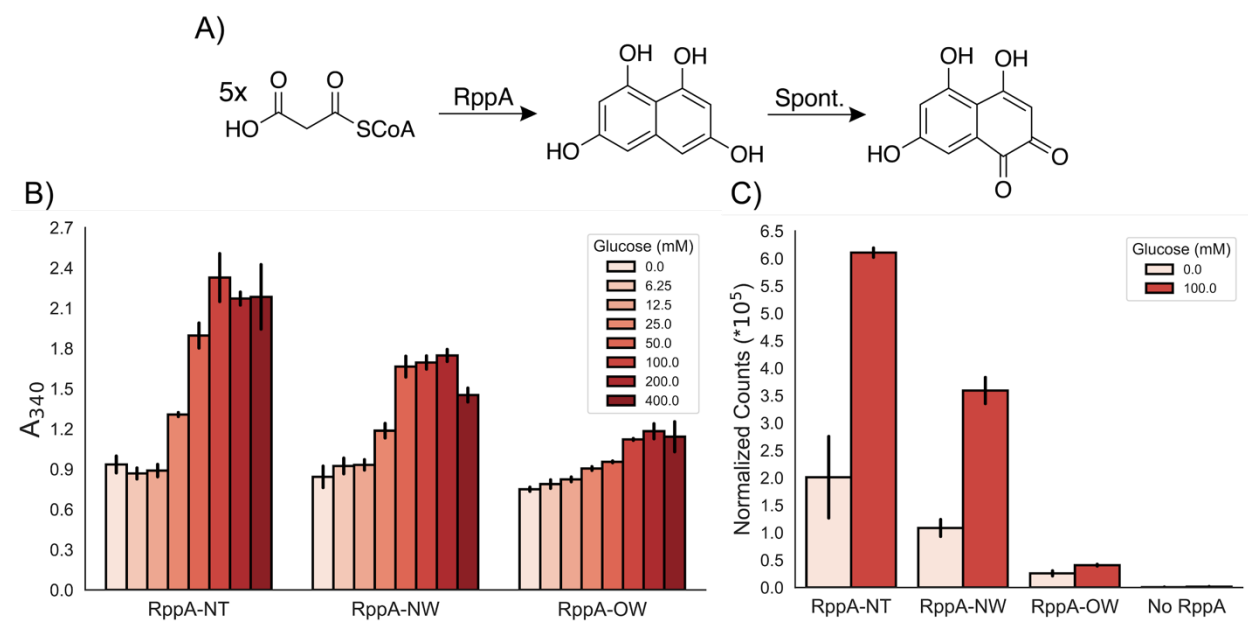 A)
5x
O
O
HO
SCoA
RppA
OH
OH
HO
OH
Spont.
OH
OH
HO
O
O
B)
A340
2.7
2.4
2.1
1.8
1.5
1.2
0.9
0.6
0.3
0.0
Glucose (mM)
0.0
6.25
12.5
25.0
50.0
100.0
200.0
400.0
RppA-NT
RppA-NW
RppA-OW
C)
Normalized Counts (*10^5)
6.5
6.0
5.5
5.0
4.5
4.0
3.5
3.0
2.5
2.0
1.5
1.0
0.5
0.0
Glucose (mM)
0.0
100.0
RppA-NT
RppA-NW
RppA-OW
No RppA